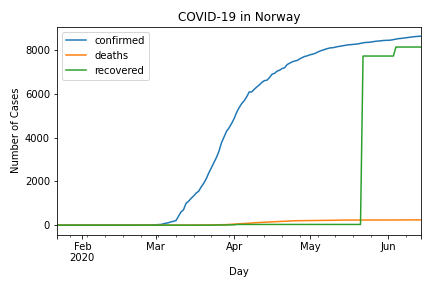 COVID-19 in Norway
confirmed
deaths
recovered
Number of Cases
8000
6000
4000
2000
0
Feb
2020
Mar
Apr
May
Jun
Day